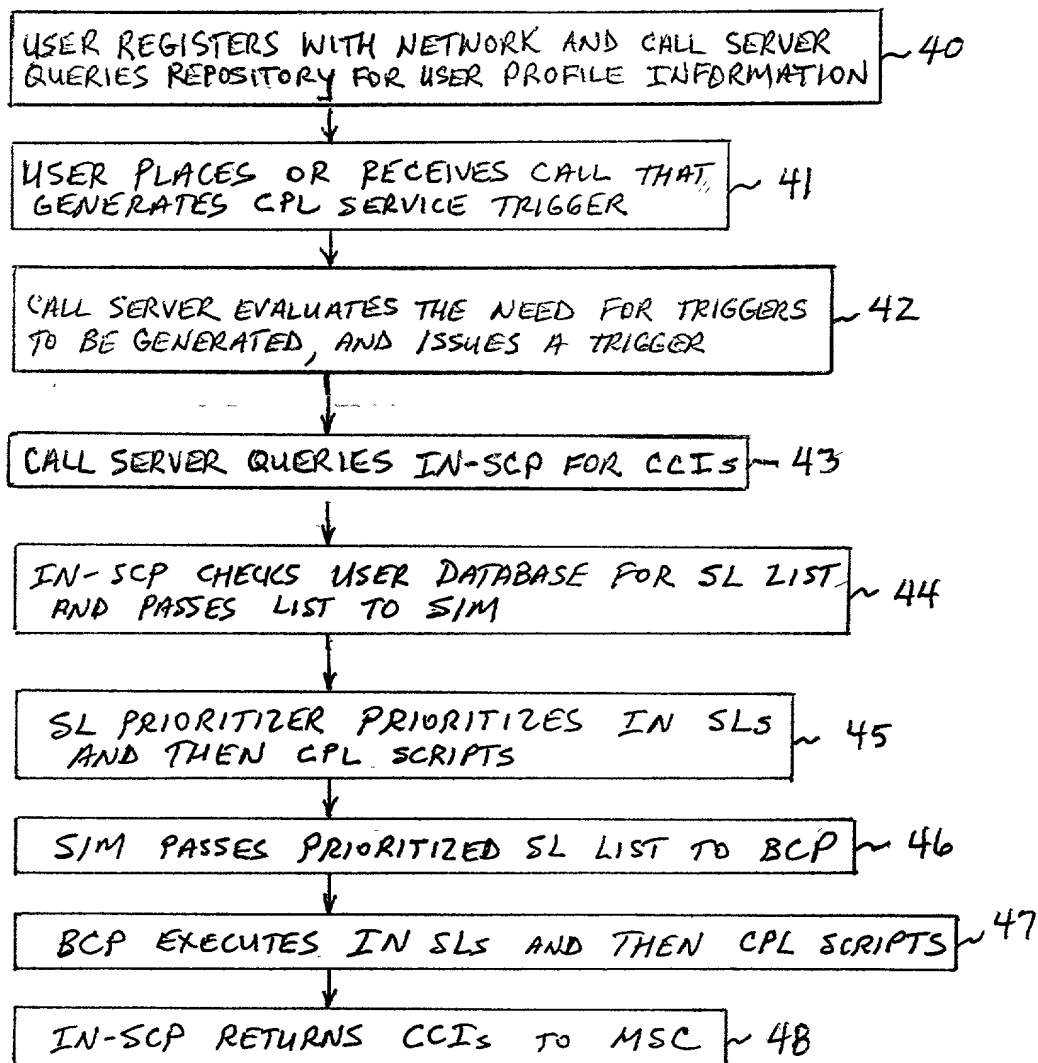 USER REGISTERS WITH NETWORK AND CALL SERVER
QUERIES REPOSITORY FOR USER PROFILE INFORMATION
40
USER PLACES OR RECEIVES CALL THAT
GENERATES CPL SERVICE TRIGGER
41
CALL SERVER EVALUATES THE NEED FOR TRIGGERS
TO BE GENERATED, AND ISSUES A TRIGGER
42
CALL SERVER QUERIES IN-SCP FOR CCIs
43
IN-SCP CHECKS USER DATABASE FOR SL LIST
AND PASSES LIST TO SIM
44
SL PRIORITIZER PRIORITIZES IN SLs
AND THEN CPL SCRIPTS
45
SIM PASSES PRIORITIZED SL LIST TO BCP
46
BCP EXECUTES IN SLs AND THEN CPL SCRIPTS
47
IN-SCP RETURNS CCIs TO MSC
48